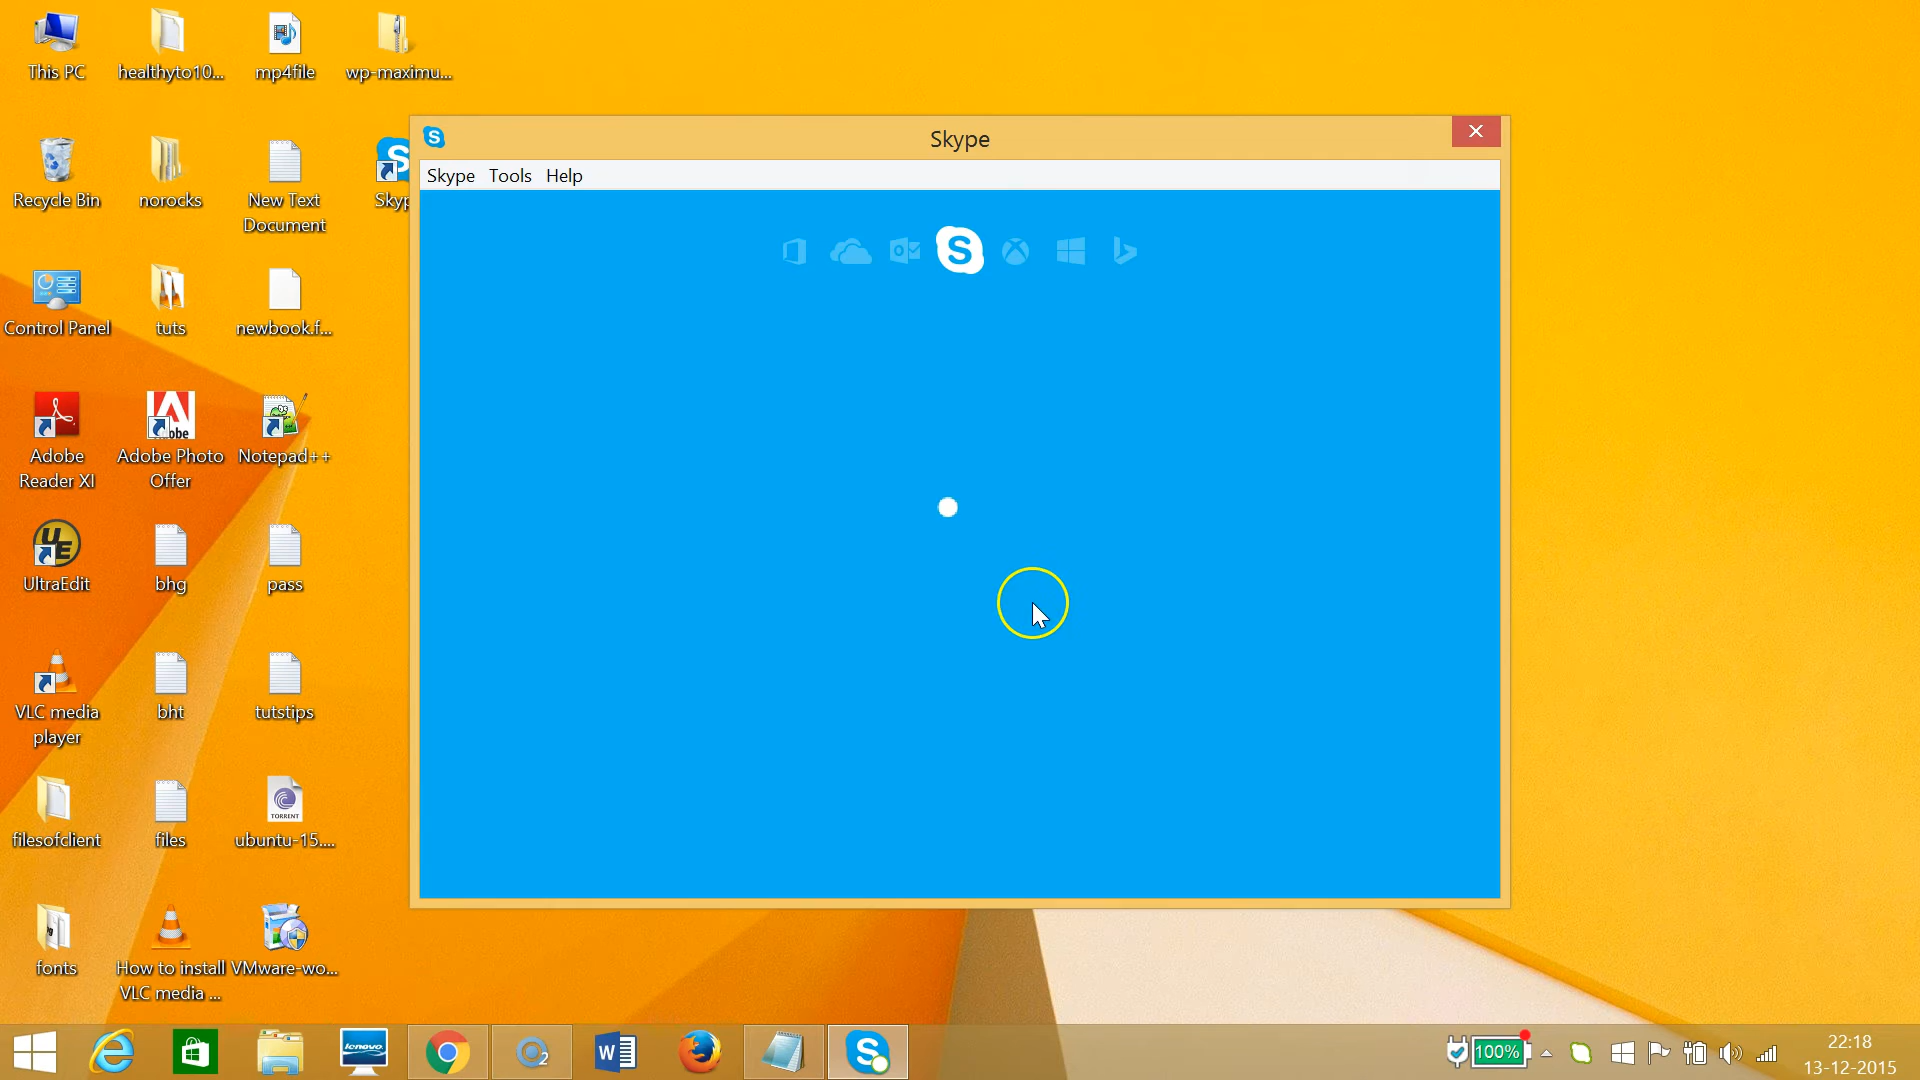 This PC
healthyto10...
mp4file
wp-maximu...
Recycle Bin
norocks
New Text
Document
Skyp
Control Panel
tuts
newbook.f...
Adobe
Reader XI
Adobe Photo
Offer
Notepad++
UltraEdit
bhg
pass
VLC media
player
bht
tutstips
filesofclient
files
TORRENT
ubuntu-15....
fonts
How to install
VLC media ...
VMware-wo...
Skype
Skype Tools Help
lenovo
100%
22:18
13-12-2015